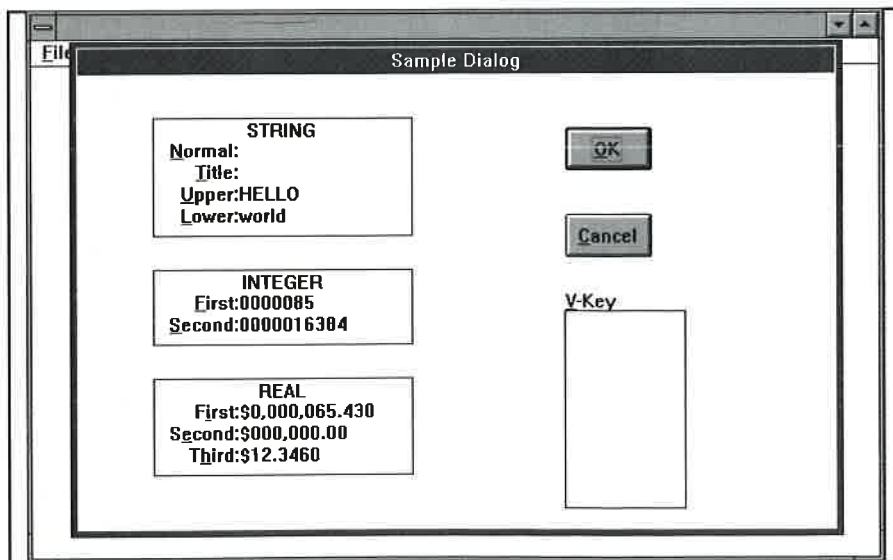 File
Sample Dialog
STRING
Normal:
Title:
Upper:HELLO
Lower:world
INTEGER
First:0000085
Second:0000016384
REAL
First:$0,000,065.430
Second:$000,000.00
Third:$12.3460
OK
Cancel
V-Key